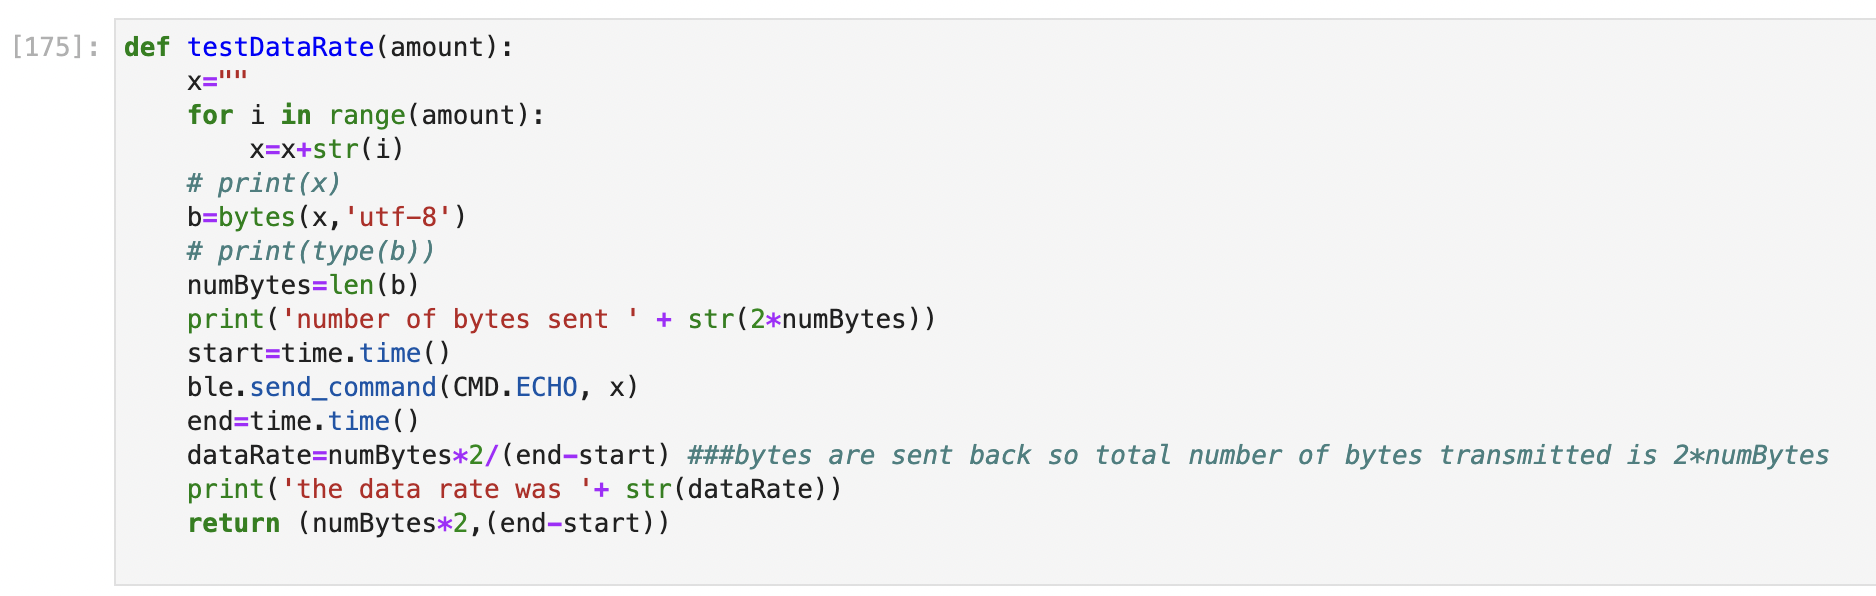 [175]: def testDataRate(amount):
    x=""
    for i in range(amount):
        x=x+str(i)
    # print(x)
    b=bytes(x,'utf-8')
    # print(type(b))
    numBytes=len(b)
    print('number of bytes sent ' + str(2*numBytes))
    start=time.time()
    ble.send_command(CMD.ECHO, x)
    end=time.time()
    dataRate=numBytes*2/(end-start) ###bytes are sent back so total number of bytes transmitted is 2*numBytes
    print('the data rate was '+ str(dataRate))
    return (numBytes*2,(end-start))